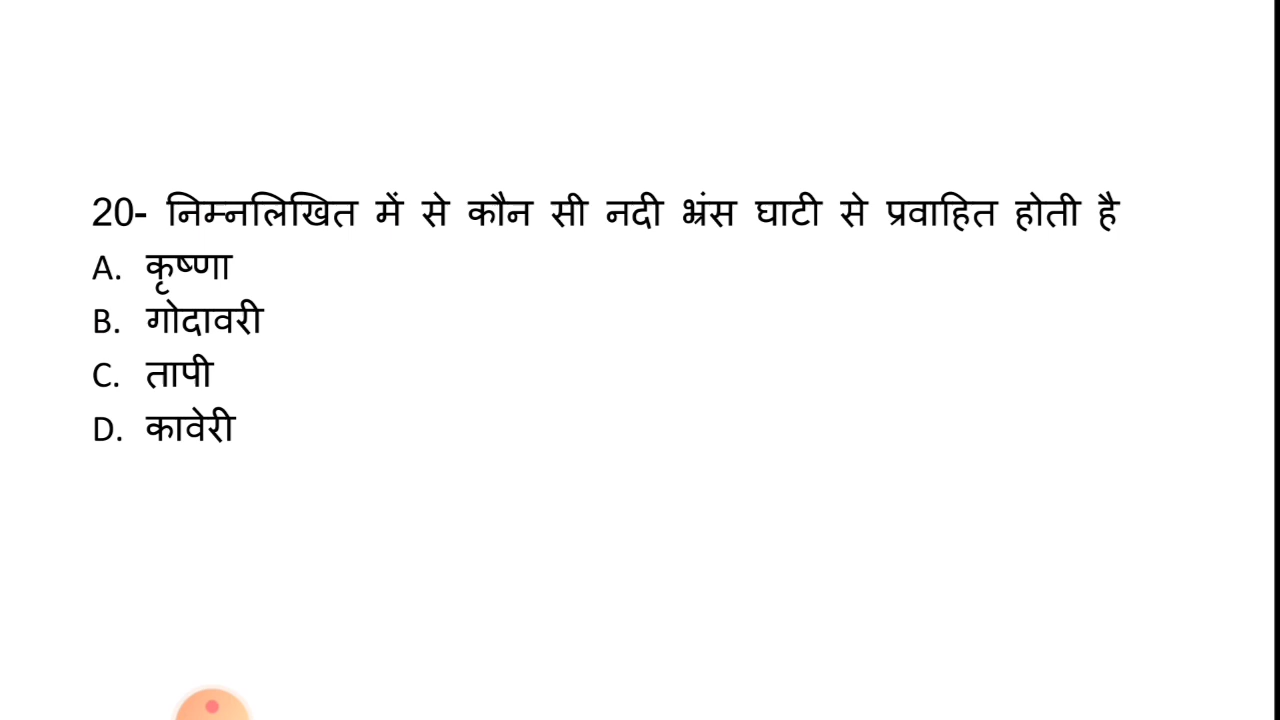 20- निम्नलिखित में से कौन सी नदी भ्रंस घाटी से प्रवाहित होती है
A. कृष्णा
B. गोदावरी
C. तापी
D. कावेरी